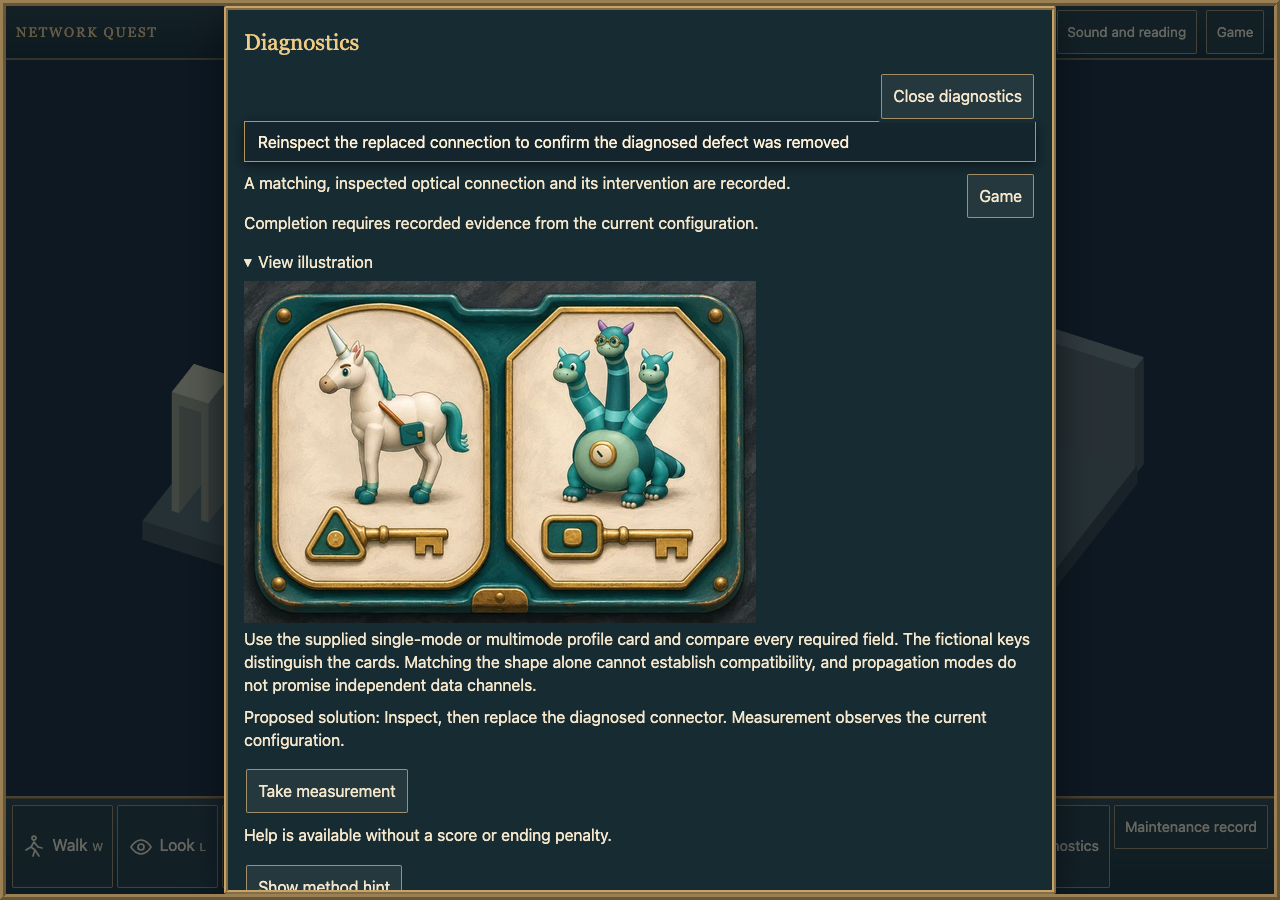 NETWORK QUEST
Sound and reading
Game
Diagnostics
Close diagnostics
Reinspect the replaced connection to confirm the diagnosed defect was removed
A matching, inspected optical connection and its intervention are recorded.
Game
Completion requires recorded evidence from the current configuration.
▾ View illustration
Use the supplied single-mode or multimode profile card and compare every required field. The fictional keys
distinguish the cards. Matching the shape alone cannot establish compatibility, and propagation modes do
not promise independent data channels.
Proposed solution: Inspect, then replace the diagnosed connector. Measurement observes the current
configuration.
Take measurement
Help is available without a score or ending penalty.
Show method hint
Walk W
Look L
nostics
Maintenance record